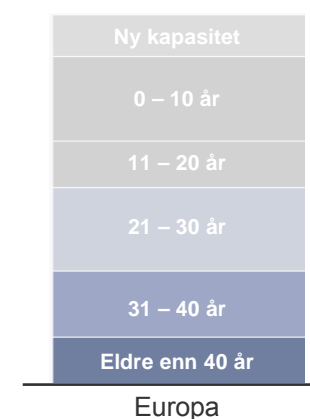 Ny kapasitet
0 – 10 år
11 – 20 år
21 – 30 år
31 – 40 år
Eldre enn 40 år
Europa